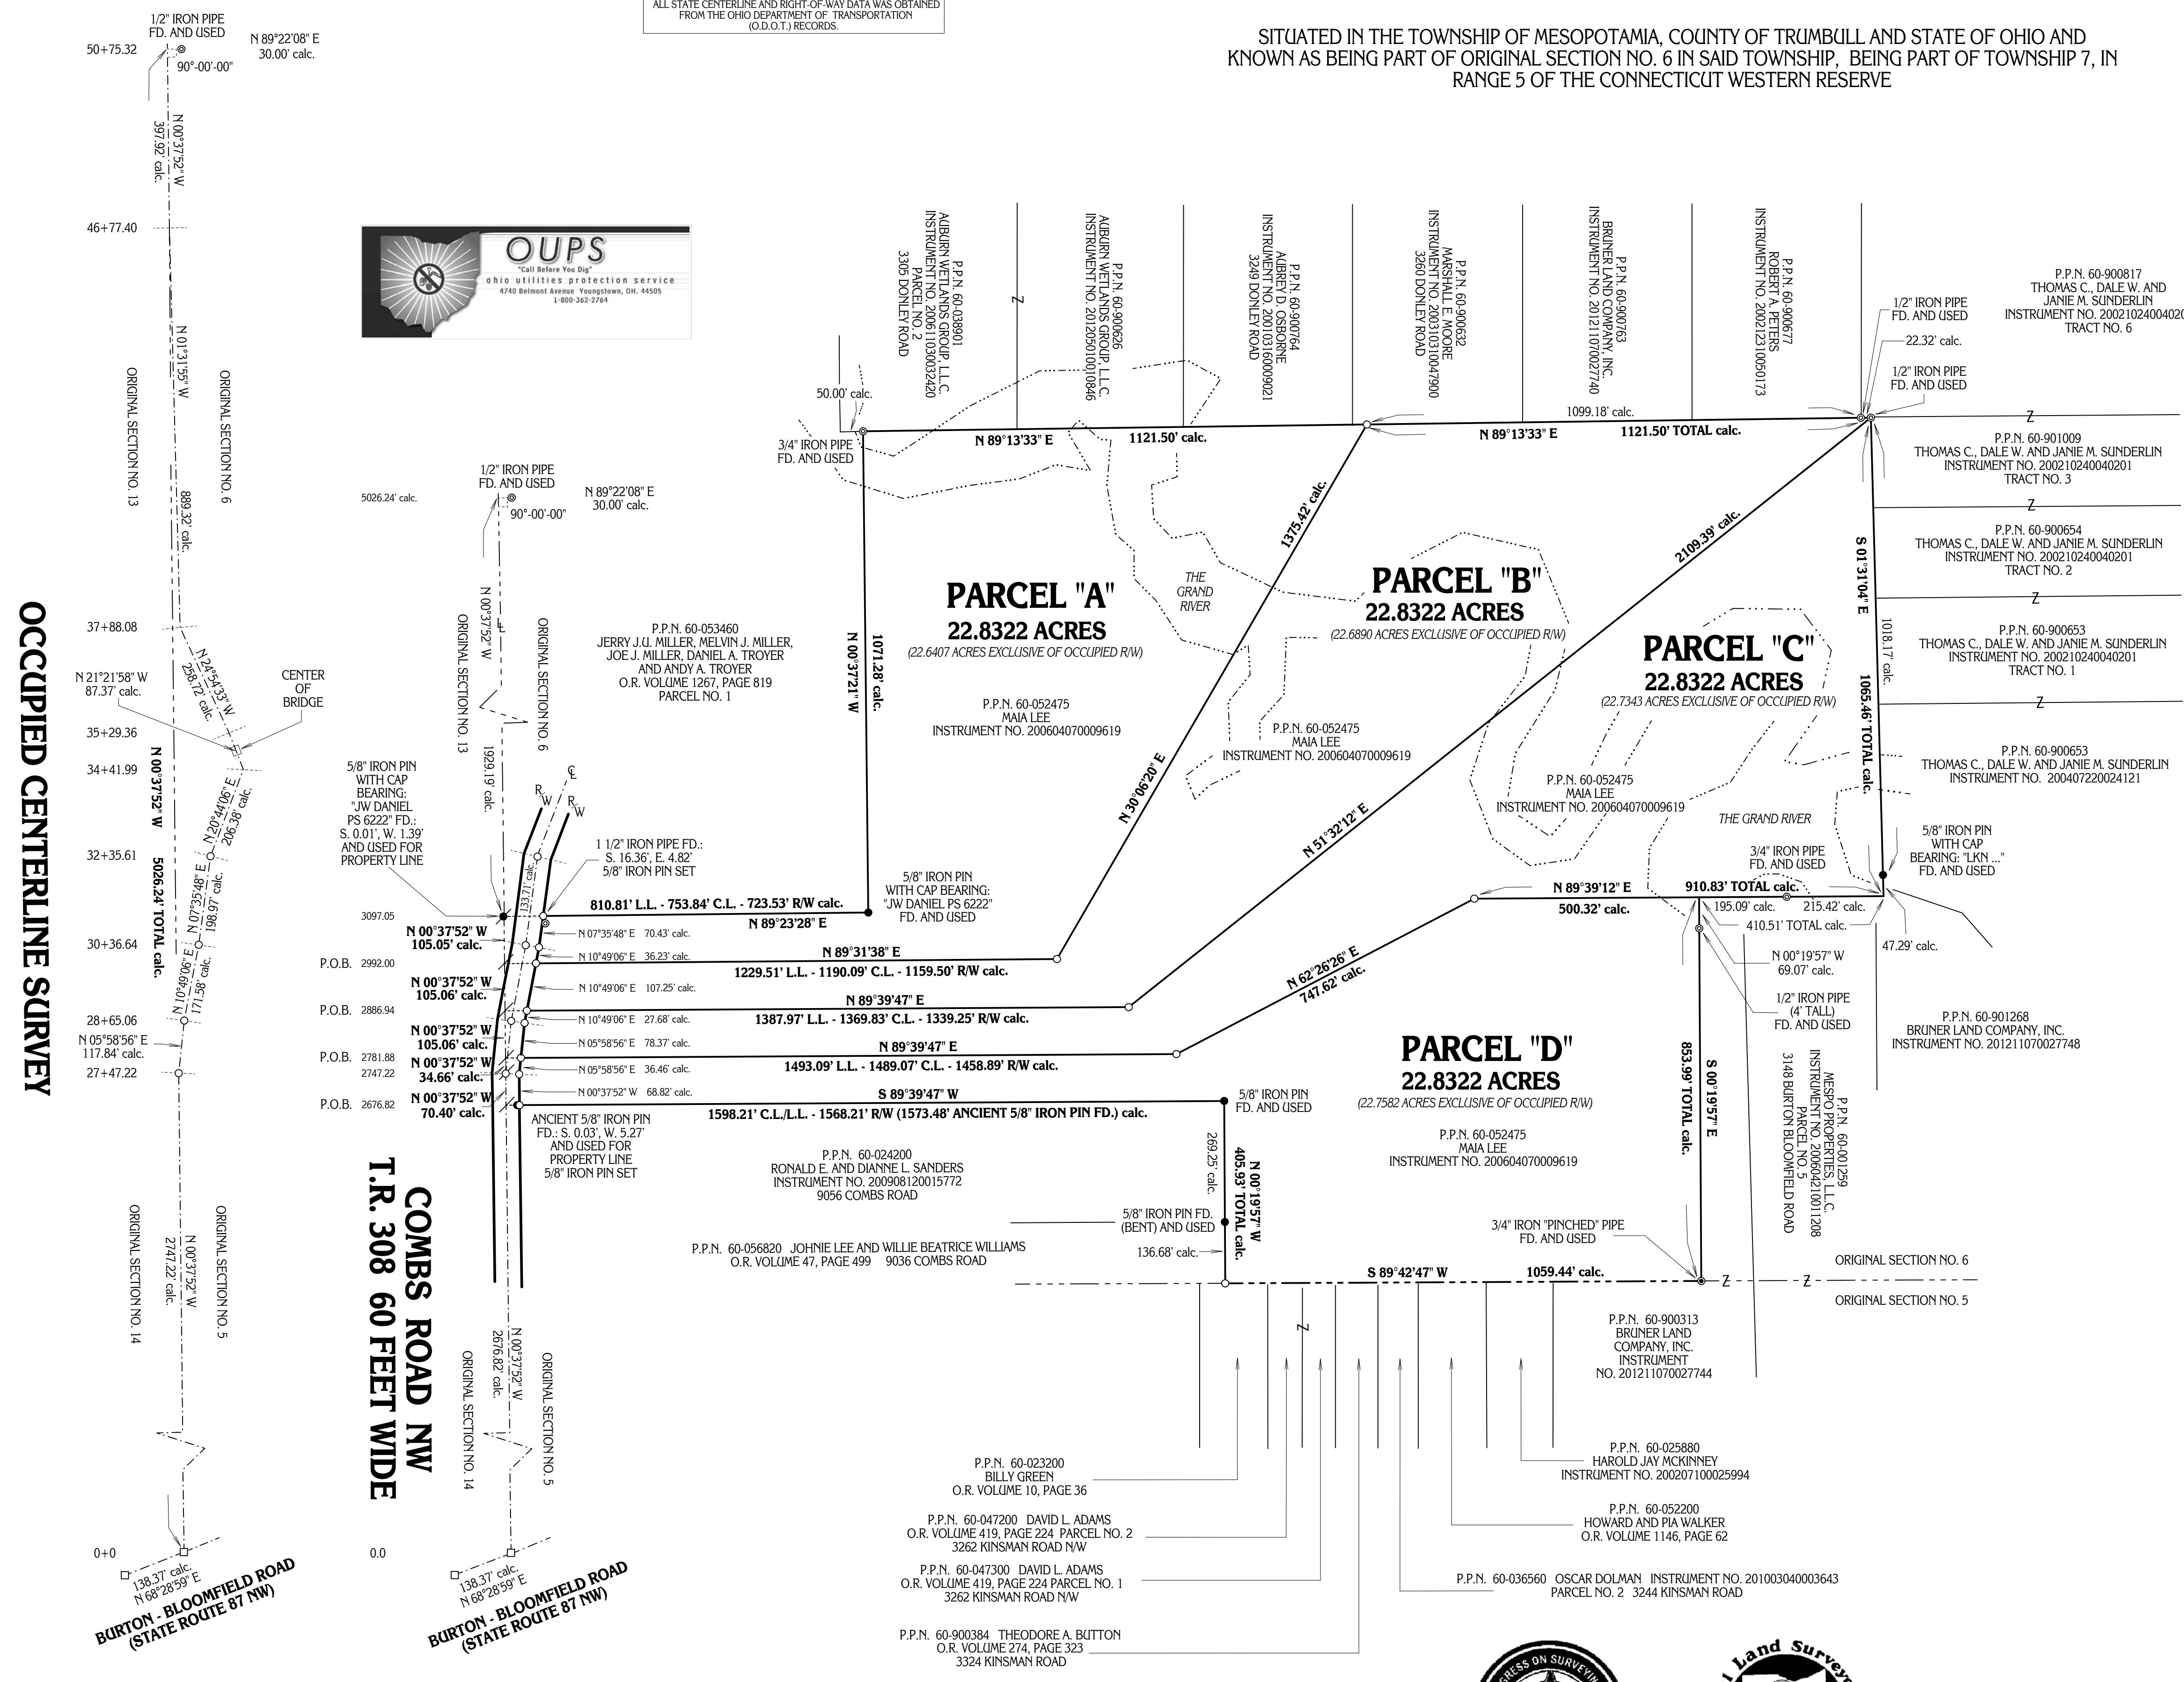 ALL STATE CENTERLINE AND RIGHT-OF-WAY DATA WAS OBTAINED
FROM THE OHIO DEPARTMENT OF TRANSPORTATION
(O.D.O.T.) RECORDS.
SITUATED IN THE TOWNSHIP OF MESOPOTAMIA, COUNTY OF TRUMBULL AND STATE OF OHIO AND
KNOWN AS BEING PART OF ORIGINAL SECTION NO. 6 IN SAID TOWNSHIP, BEING PART OF TOWNSHIP 7, IN
RANGE 5 OF THE CONNECTICUT WESTERN RESERVE
OCCUPIED CENTERLINE SURVEY
1/2" IRON PIPE
FD. AND USED
50+75.32
N 89°22'08" E
30.00' calc.
90°-00'-00"
N 00°37'52" W
397.92' calc.
46+77.40
N 01°31'55" W
889.32' calc.
ORIGINAL SECTION NO. 13
ORIGINAL SECTION NO. 6
37+88.08
N 24°54'33" W
258.72' calc.
N 21°21'58" W
87.37' calc.
CENTER
OF
BRIDGE
35+29.36
34+41.99
N 00°37'52" W
5026.24' TOTAL calc.
N 20°44'06" E
206.38' calc.
32+35.61
N 07°35'48" E
198.97' calc.
30+36.64
N 10°49'06" E
171.58' calc.
28+65.06
N 05°58'56" E
117.84' calc.
27+47.22
ORIGINAL SECTION NO. 14
ORIGINAL SECTION NO. 5
N 00°37'52" W
2747.22' calc.
0+0
138.37' calc.
N 68°28'59" E
BURTON - BLOOMFIELD ROAD
(STATE ROUTE 87 NW)
OUPS
"Call Before You Dig"
ohio utilities protection service
4740 Belmont Avenue Youngstown, OH. 44505
1-800-362-2764
1/2" IRON PIPE
FD. AND USED
5026.24' calc.
N 89°22'08" E
30.00' calc.
90°-00'-00"
N 00°37'52" W
ORIGINAL SECTION NO. 13
ORIGINAL SECTION NO. 6
1929.19' calc.
P.P.N. 60-053460
JERRY J.U. MILLER, MELVIN J. MILLER,
JOE J. MILLER, DANIEL A. TROYER
AND ANDY A. TROYER
O.R. VOLUME 1267, PAGE 819
PARCEL NO. 1
5/8" IRON PIN
WITH CAP
BEARING:
"JW DANIEL
PS 6222" FD.:
S. 0.01', W. 1.39'
AND USED FOR
PROPERTY LINE
R/W
R/W
CL
133.71' calc.
1 1/2" IRON PIPE FD.:
S. 16.36', E. 4.82'
5/8" IRON PIN SET
3097.05
810.81' L.L. - 753.84' C.L. - 723.53' R/W calc.
N 89°23'28" E
5/8" IRON PIN
WITH CAP BEARING:
"JW DANIEL PS 6222"
FD. AND USED
N 00°37'52" W
105.05' calc.
N 07°35'48" E 70.43' calc.
N 10°49'06" E 36.23' calc.
P.O.B. 2992.00
N 89°31'38" E
1229.51' L.L. - 1190.09' C.L. - 1159.50' R/W calc.
N 00°37'52" W
105.06' calc.
N 10°49'06" E 107.25' calc.
P.O.B. 2886.94
N 89°39'47" E
1387.97' L.L. - 1369.83' C.L. - 1339.25' R/W calc.
N 10°49'06" E 27.68' calc.
N 00°37'52" W
105.06' calc.
N 05°58'56" E 78.37' calc.
P.O.B. 2781.88
N 89°39'47" E
1493.09' L.L. - 1489.07' C.L. - 1458.89' R/W calc.
N 00°37'52" W
34.66' calc.
2747.22
N 05°58'56" E 36.46' calc.
N 00°37'52" W 68.82' calc.
N 00°37'52" W
70.40' calc.
P.O.B. 2676.82
S 89°39'47" W
1598.21' C.L./L.L. - 1568.21' R/W (1573.48' ANCIENT 5/8" IRON PIN FD.) calc.
ANCIENT 5/8" IRON PIN
FD.: S. 0.03', W. 5.27'
AND USED FOR
PROPERTY LINE
5/8" IRON PIN SET
COMBS ROAD NW
T.R. 308 60 FEET WIDE
ORIGINAL SECTION NO. 14
ORIGINAL SECTION NO. 5
N 00°37'52" W
2676.82' calc.
0.0
138.37' calc.
N 68°28'59" E
BURTON - BLOOMFIELD ROAD
(STATE ROUTE 87 NW)
P.P.N. 60-038901
AUBURN WETLANDS GROUP, L.L.C.
INSTRUMENT NO. 200611030032420
PARCEL NO. 2
3305 DONLEY ROAD
Z
P.P.N. 60-900626
AUBURN WETLANDS GROUP, L.L.C.
INSTRUMENT NO. 201205010010846
P.P.N. 60-900764
AUBREY D. OSBORNE
INSTRUMENT NO. 200103160009021
3249 DONLEY ROAD
P.P.N. 60-900632
MARSHALL E. MOORE
INSTRUMENT NO. 200310310047900
3260 DONLEY ROAD
P.P.N. 60-900763
BRUNER LAND COMPANY, INC.
INSTRUMENT NO. 201211070027740
P.P.N. 60-900677
ROBERT A. PETERS
INSTRUMENT NO. 200212310050173
P.P.N. 60-900817
THOMAS C., DALE W. AND
JANIE M. SUNDERLIN
INSTRUMENT NO. 20021024004020
TRACT NO. 6
1/2" IRON PIPE
FD. AND USED
22.32' calc.
1/2" IRON PIPE
FD. AND USED
50.00' calc.
3/4" IRON PIPE
FD. AND USED
N 89°13'33" E 1121.50' calc.
1099.18' calc.
N 89°13'33" E 1121.50' TOTAL calc.
Z
P.P.N. 60-901009
THOMAS C., DALE W. AND JANIE M. SUNDERLIN
INSTRUMENT NO. 200210240040201
TRACT NO. 3
Z
P.P.N. 60-900654
THOMAS C., DALE W. AND JANIE M. SUNDERLIN
INSTRUMENT NO. 200210240040201
TRACT NO. 2
Z
P.P.N. 60-900653
THOMAS C., DALE W. AND JANIE M. SUNDERLIN
INSTRUMENT NO. 200210240040201
TRACT NO. 1
Z
P.P.N. 60-900653
THOMAS C., DALE W. AND JANIE M. SUNDERLIN
INSTRUMENT NO. 200407220024121
PARCEL "A"
22.8322 ACRES
(22.6407 ACRES EXCLUSIVE OF OCCUPIED R/W)
P.P.N. 60-052475
MAIA LEE
INSTRUMENT NO. 200604070009619
N 00°37'21" W
1071.28' calc.
THE
GRAND
RIVER
1375.42' calc.
N 30°06'20" E
PARCEL "B"
22.8322 ACRES
(22.6890 ACRES EXCLUSIVE OF OCCUPIED R/W)
P.P.N. 60-052475
MAIA LEE
INSTRUMENT NO. 200604070009619
2109.39' calc.
N 51°32'12" E
PARCEL "C"
22.8322 ACRES
(22.7343 ACRES EXCLUSIVE OF OCCUPIED R/W)
P.P.N. 60-052475
MAIA LEE
INSTRUMENT NO. 200604070009619
THE GRAND RIVER
S 01°31'04" E
1065.46' TOTAL calc.
1018.17' calc.
5/8" IRON PIN
WITH CAP
BEARING: "LKN ..."
FD. AND USED
3/4" IRON PIPE
FD. AND USED
N 89°39'12" E 910.83' TOTAL calc.
500.32' calc.
195.09' calc.
215.42' calc.
410.51' TOTAL calc.
47.29' calc.
N 00°19'57" W
69.07' calc.
1/2" IRON PIPE
(4' TALL)
FD. AND USED
N 62°26'26" E
747.62' calc.
P.P.N. 60-901268
BRUNER LAND COMPANY, INC.
INSTRUMENT NO. 201211070027748
PARCEL "D"
22.8322 ACRES
(22.7582 ACRES EXCLUSIVE OF OCCUPIED R/W)
P.P.N. 60-052475
MAIA LEE
INSTRUMENT NO. 200604070009619
853.99' TOTAL calc.
S 00°19'57" E
P.P.N. 60-001259
MESPO PROPERTIES, L.L.C.
INSTRUMENT NO. 200604210011208
PARCEL NO. 5
3148 BURTON BLOOMFIELD ROAD
5/8" IRON PIN
FD. AND USED
269.25' calc.
N 00°19'57" W
405.93' TOTAL calc.
5/8" IRON PIN FD.
(BENT) AND USED
136.68' calc.
P.P.N. 60-024200
RONALD E. AND DIANNE L. SANDERS
INSTRUMENT NO. 200908120015772
9056 COMBS ROAD
P.P.N. 60-056820 JOHNIE LEE AND WILLIE BEATRICE WILLIAMS
O.R. VOLUME 47, PAGE 499 9036 COMBS ROAD
3/4" IRON "PINCHED" PIPE
FD. AND USED
S 89°42'47" W 1059.44' calc.
Z
Z
ORIGINAL SECTION NO. 6
ORIGINAL SECTION NO. 5
Z
P.P.N. 60-900313
BRUNER LAND
COMPANY, INC.
INSTRUMENT
NO. 201211070027744
P.P.N. 60-023200
BILLY GREEN
O.R. VOLUME 10, PAGE 36
P.P.N. 60-047200 DAVID L. ADAMS
O.R. VOLUME 419, PAGE 224 PARCEL NO. 2
3262 KINSMAN ROAD N/W
P.P.N. 60-047300 DAVID L. ADAMS
O.R. VOLUME 419, PAGE 224 PARCEL NO. 1
3262 KINSMAN ROAD N/W
P.P.N. 60-900384 THEODORE A. BUTTON
O.R. VOLUME 274, PAGE 323
3324 KINSMAN ROAD
P.P.N. 60-025880
HAROLD JAY MCKINNEY
INSTRUMENT NO. 200207100025994
P.P.N. 60-052200
HOWARD AND PIA WALKER
O.R. VOLUME 1146, PAGE 62
P.P.N. 60-036560 OSCAR DOLMAN INSTRUMENT NO. 201003040003643
PARCEL NO. 2 3244 KINSMAN ROAD
GRESS ON SURVEYIN
l Land Surveyo